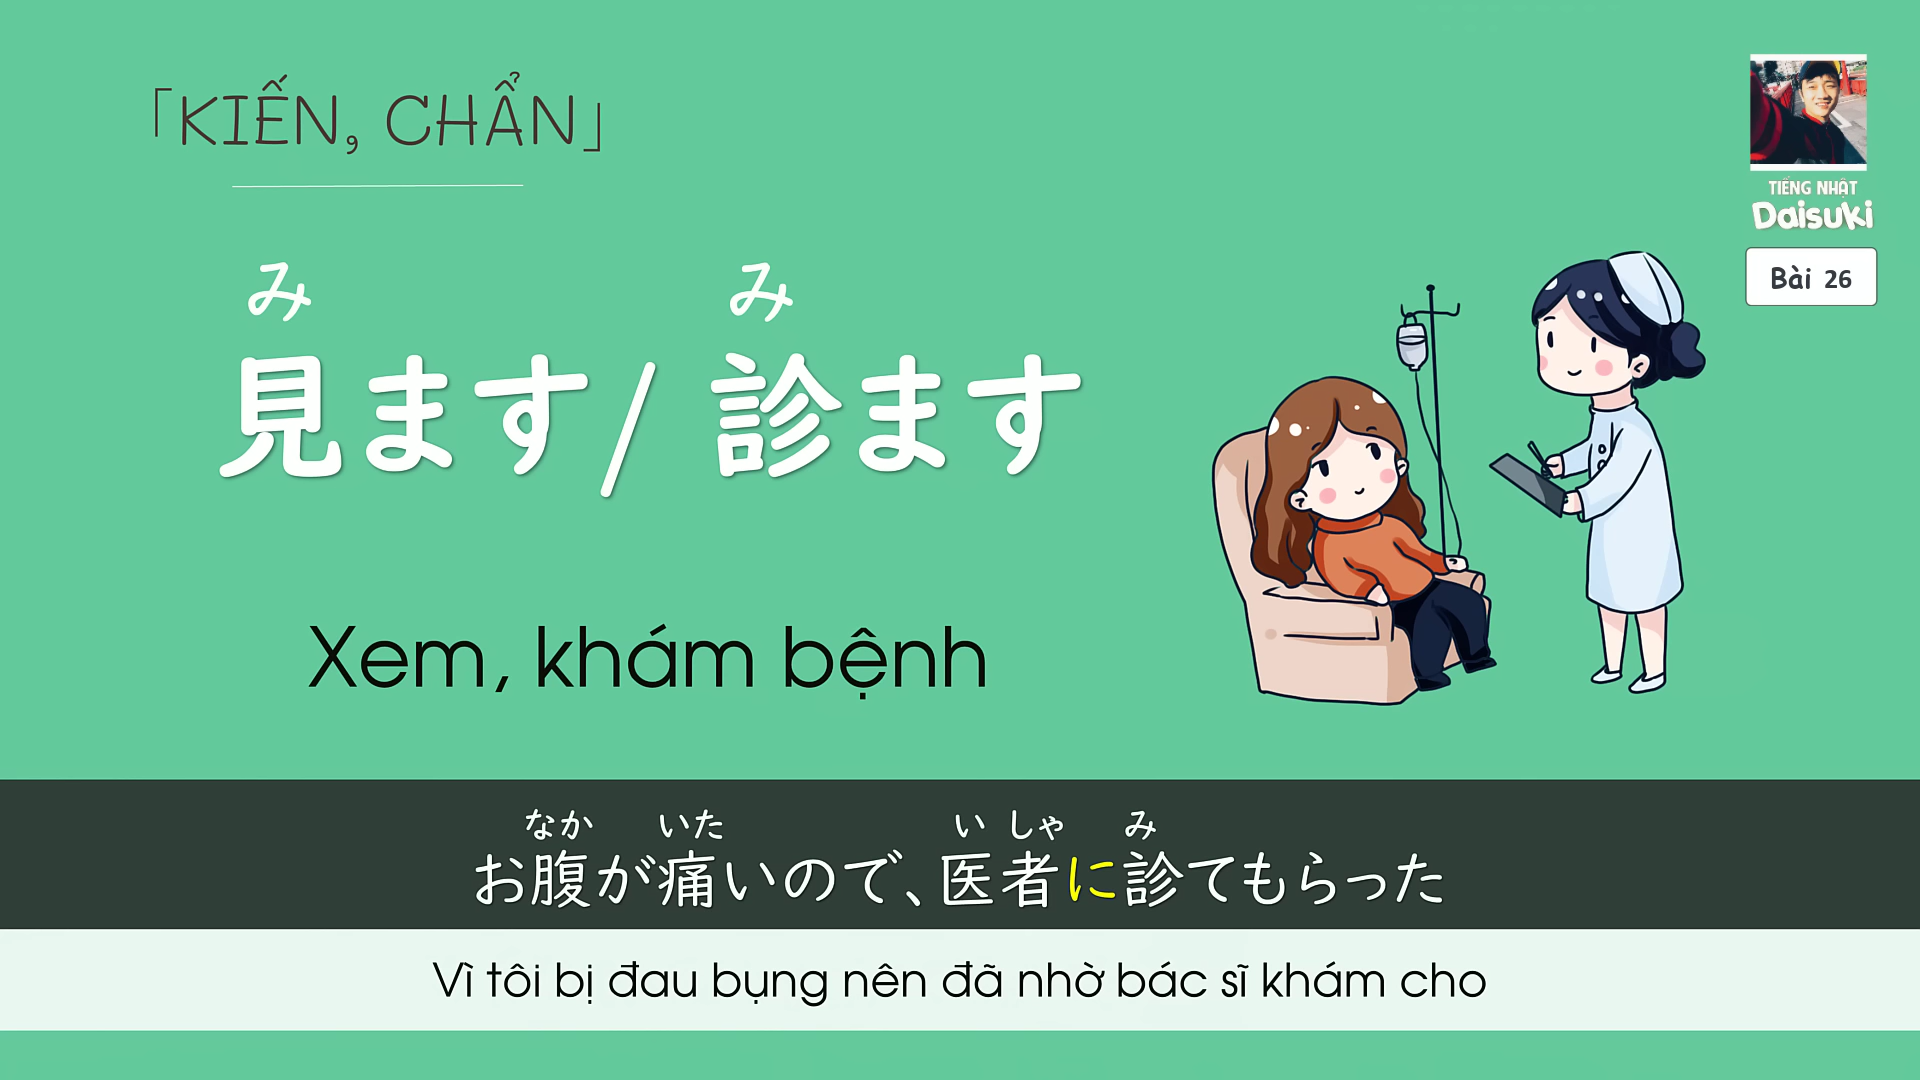 「KIẾN, CHẨN」
TIẾNG NHẬT
Daisuki
Bài 26
み み
見ます/ 診ます
Xem, khám bệnh
なか いた い しゃ み
お腹が痛いので、医者に診てもらった
Vì tôi bị đau bụng nên đã nhờ bác sĩ khám cho